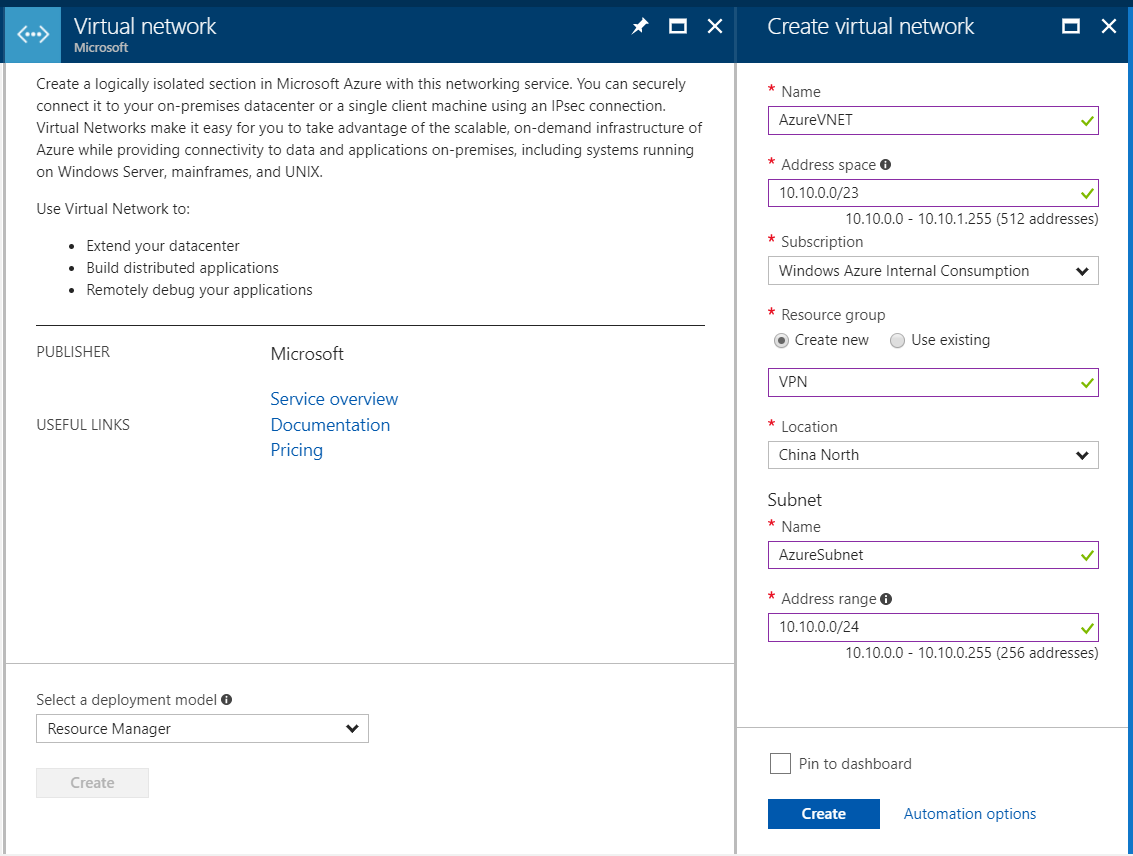 Virtual network
Microsoft
Create a logically isolated section in Microsoft Azure with this networking service. You can securely
connect it to your on-premises datacenter or a single client machine using an IPsec connection.
Virtual Networks make it easy for you to take advantage of the scalable, on-demand infrastructure of
Azure while providing connectivity to data and applications on-premises, including systems running
on Windows Server, mainframes, and UNIX.
Use Virtual Network to:
• Extend your datacenter
• Build distributed applications
• Remotely debug your applications
PUBLISHER Microsoft
Service overview
USEFUL LINKS Documentation
Pricing
Select a deployment model
Resource Manager
Create
Create virtual network
* Name
AzureVNET
* Address space
10.10.0.0/23
10.10.0.0 - 10.10.1.255 (512 addresses)
* Subscription
Windows Azure Internal Consumption
* Resource group
Create new Use existing
VPN
* Location
China North
Subnet
* Name
AzureSubnet
* Address range
10.10.0.0/24
10.10.0.0 - 10.10.0.255 (256 addresses)
Pin to dashboard
Create Automation options